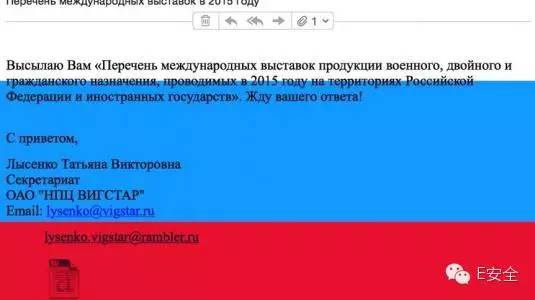 Перечень международных выставок в 2015 году
1
Высылаю Вам «Перечень международных выставок продукции военного, двойного и
гражданского назначения, проводимых в 2015 году на территориях Российской
Федерации и иностранных государств». Жду вашего ответа!
С приветом,
Лысенко Татьяна Викторовна
Секретариат
ОАО "НПЦ ВИГСТАР"
Email: lysenko@vigstar.ru
lysenko.vigstar@rambler.ru
E安全